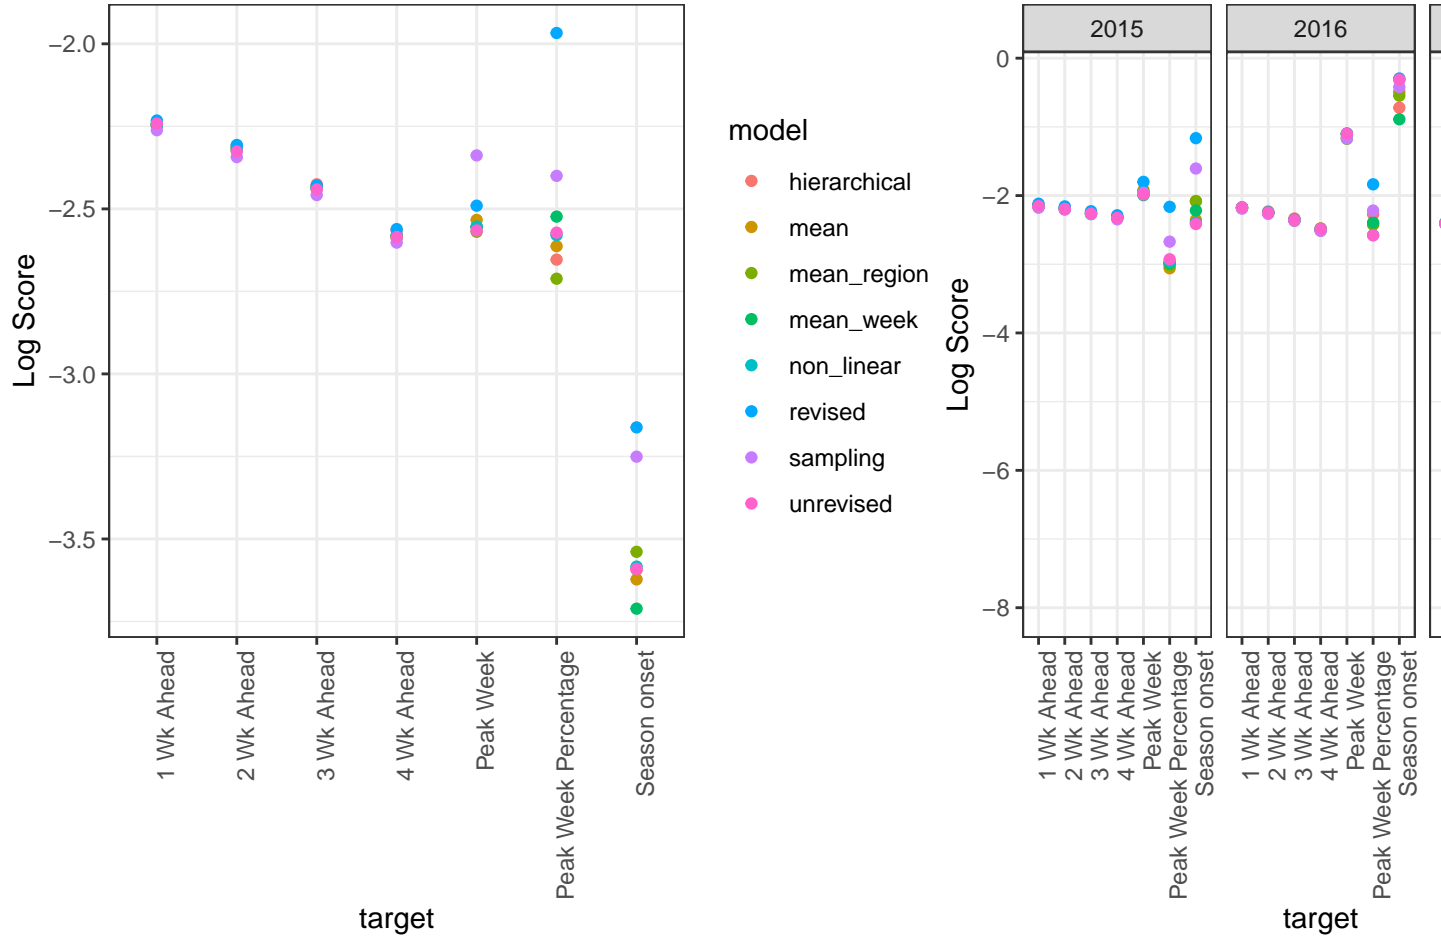 −2.0
−2.5
−3.0
−3.5
Log Score
1 Wk Ahead
2 Wk Ahead
3 Wk Ahead
4 Wk Ahead
Peak Week
Peak Week Percentage
Season onset
target
model
hierarchical
mean
mean_region
mean_week
non_linear
revised
sampling
unrevised
2015
2016
0
−2
−4
−6
−8
Log Score
1 Wk Ahead
2 Wk Ahead
3 Wk Ahead
4 Wk Ahead
Peak Week
Peak Week Percentage
Season onset
1 Wk Ahead
2 Wk Ahead
3 Wk Ahead
4 Wk Ahead
Peak Week
Peak Week Percentage
Season onset
target